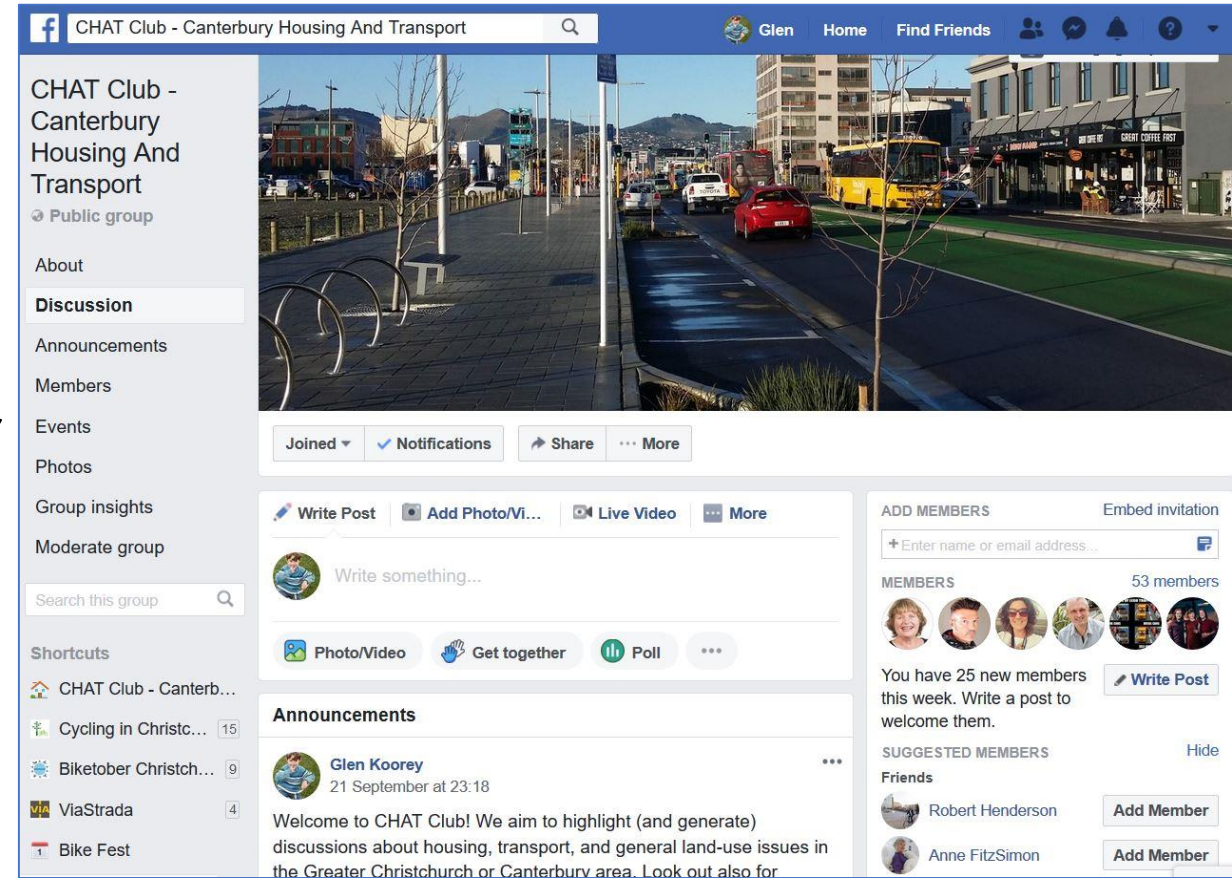 CHAT Club - Canterbury Housing And Transport
Glen
Home
Find Friends
CHAT Club -
Canterbury
Housing And
Transport
Public group
About
Discussion
Announcements
Members
Events
Photos
Group insights
Moderate group
Search this group
Shortcuts
CHAT Club - Canterb...
Cycling in Christc... 15
Biketober Christch... 9
ViaStrada 4
Bike Fest
GREAT COFFEE FAST
TOYOTA
Joined
Notifications
Share
More
Write Post
Add Photo/Vi...
Live Video
More
Write something...
Photo/Video
Get together
Poll
Announcements
Glen Koorey
21 September at 23:18
Welcome to CHAT Club! We aim to highlight (and generate)
discussions about housing, transport, and general land-use issues in
the Greater Christchurch or Canterbury area. Look out also for
ADD MEMBERS
Embed invitation
+ Enter name or email address...
MEMBERS
53 members
You have 25 new members
this week. Write a post to
welcome them.
Write Post
SUGGESTED MEMBERS
Hide
Friends
Robert Henderson
Add Member
Anne FitzSimon
Add Member